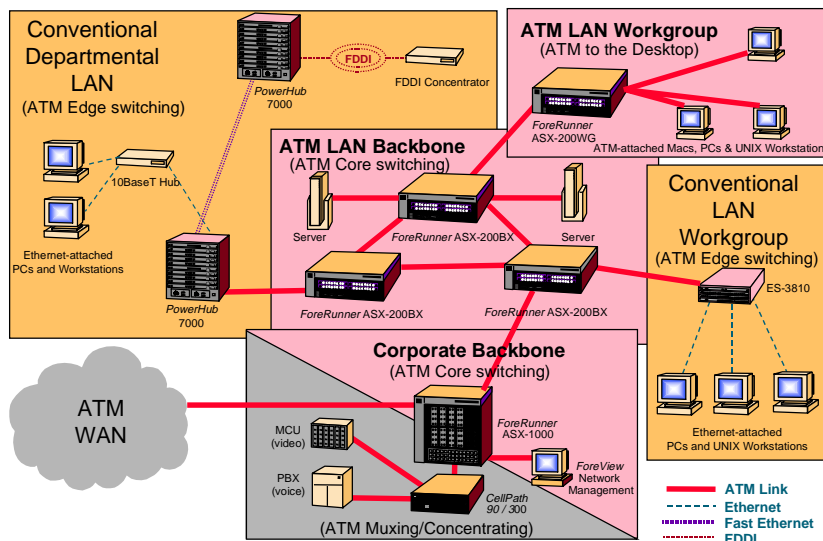 Conventional
Departmental
LAN
(ATM Edge switching)
PowerHub
7000
FDDI
FDDI Concentrator
10BaseT Hub
Ethernet-attached
PCs and Workstations
PowerHub
7000
ATM LAN Workgroup
(ATM to the Desktop)
ForeRunner
ASX-200WG
ATM-attached Macs, PCs & UNIX Workstation
ATM LAN Backbone
(ATM Core switching)
Server
ForeRunner ASX-200BX
Server
ForeRunner ASX-200BX
ForeRunner ASX-200BX
Conventional
LAN
Workgroup
(ATM Edge switching)
ES-3810
Ethernet-attached
PCs and UNIX Workstations
Corporate Backbone
(ATM Core switching)
ForeRunner
ASX-1000
ATM
WAN
MCU
(video)
PBX
(voice)
CellPath
90 / 300
ForeView
Network
Management
(ATM Muxing/Concentrating)
ATM Link
Ethernet
Fast Ethernet
FDDI